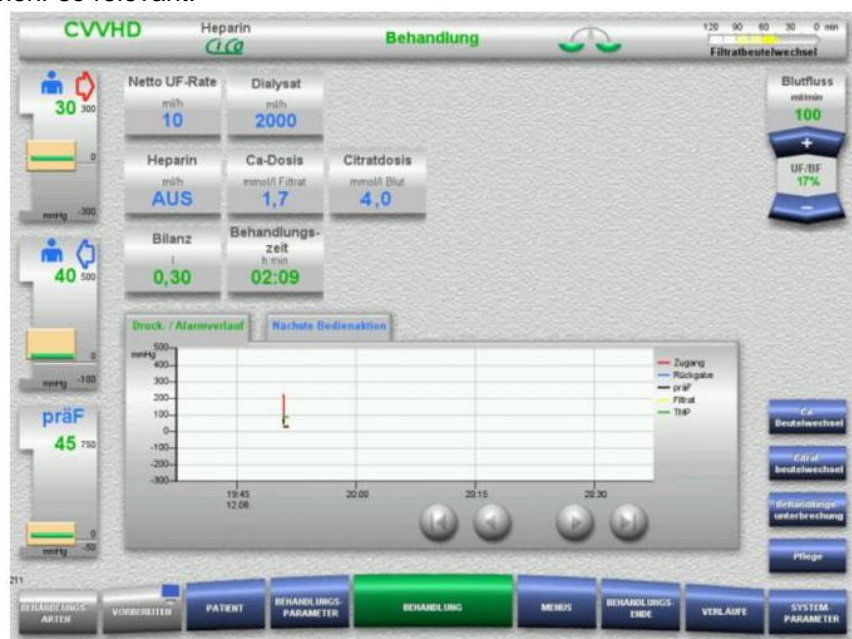 CVVHD
Heparin
CiCa
Behandlung
120 90 60 30 0 min
Filtratbeutelwechsel
30 300
0
mmHg -300
40 500
0
mmHg -100
präF
45 750
0
mmHg -50
Netto UF-Rate
ml/h
10
Dialysat
ml/h
2000
Heparin
ml/h
AUS
Ca-Dosis
mmol/l Filtrat
1,7
Citratdosis
mmol/l Blut
4,0
Bilanz
l
0,30
Behandlungs-
zeit
h:min
02:09
Blutfluss
ml/min
100
+
UF/BF
17%
–
Druck- / Alarmverlauf
Nächste Bedienaktion
mmHg
500
400
300
200
100
0
-100
-200
-300
19:45
12.06.
20:00
20:15
20:30
Zugang
Rückgabe
präF
Filtrat
TMP
Ca-
Beutelwechsel
Citrat-
beutelwechsel
Behandlungs-
unterbrechung
Pflege
211
BEHANDLUNGS-
ARTEN
VORBEREITEN
PATIENT
BEHANDLUNGS-
PARAMETER
BEHANDLUNG
MENÜS
BEHANDLUNGS-
ENDE
VERLÄUFE
SYSTEM-
PARAMETER